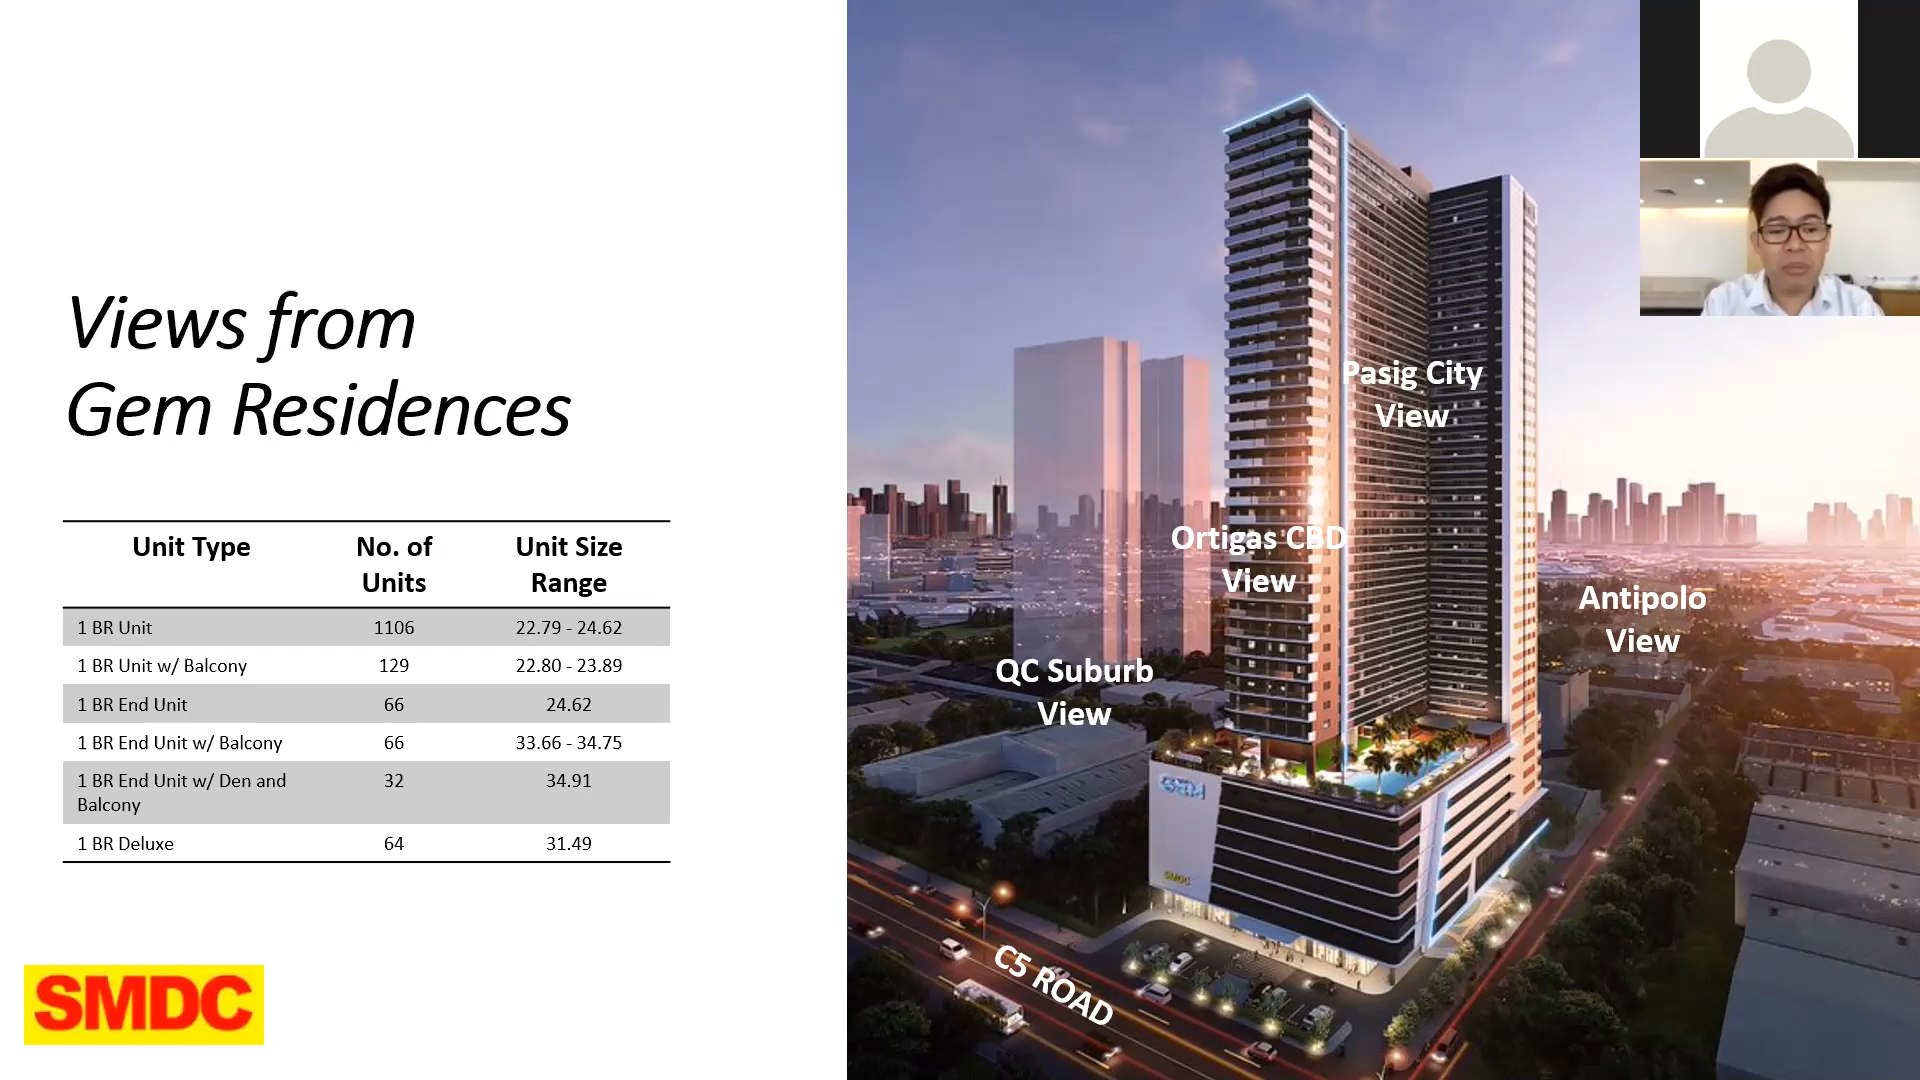 Views from
Gem Residences
Unit Type No. of Units Unit Size Range
1 BR Unit 1106 22.79 - 24.62
1 BR Unit w/ Balcony 129 22.80 - 23.89
1 BR End Unit 66 24.62
1 BR End Unit w/ Balcony 66 33.66 - 34.75
1 BR End Unit w/ Den and Balcony 32 34.91
1 BR Deluxe 64 31.49
SMDC
Pasig City
View
Ortigas CBD
View
Antipolo
View
QC Suburb
View
GEM
SMDC
C5 ROAD